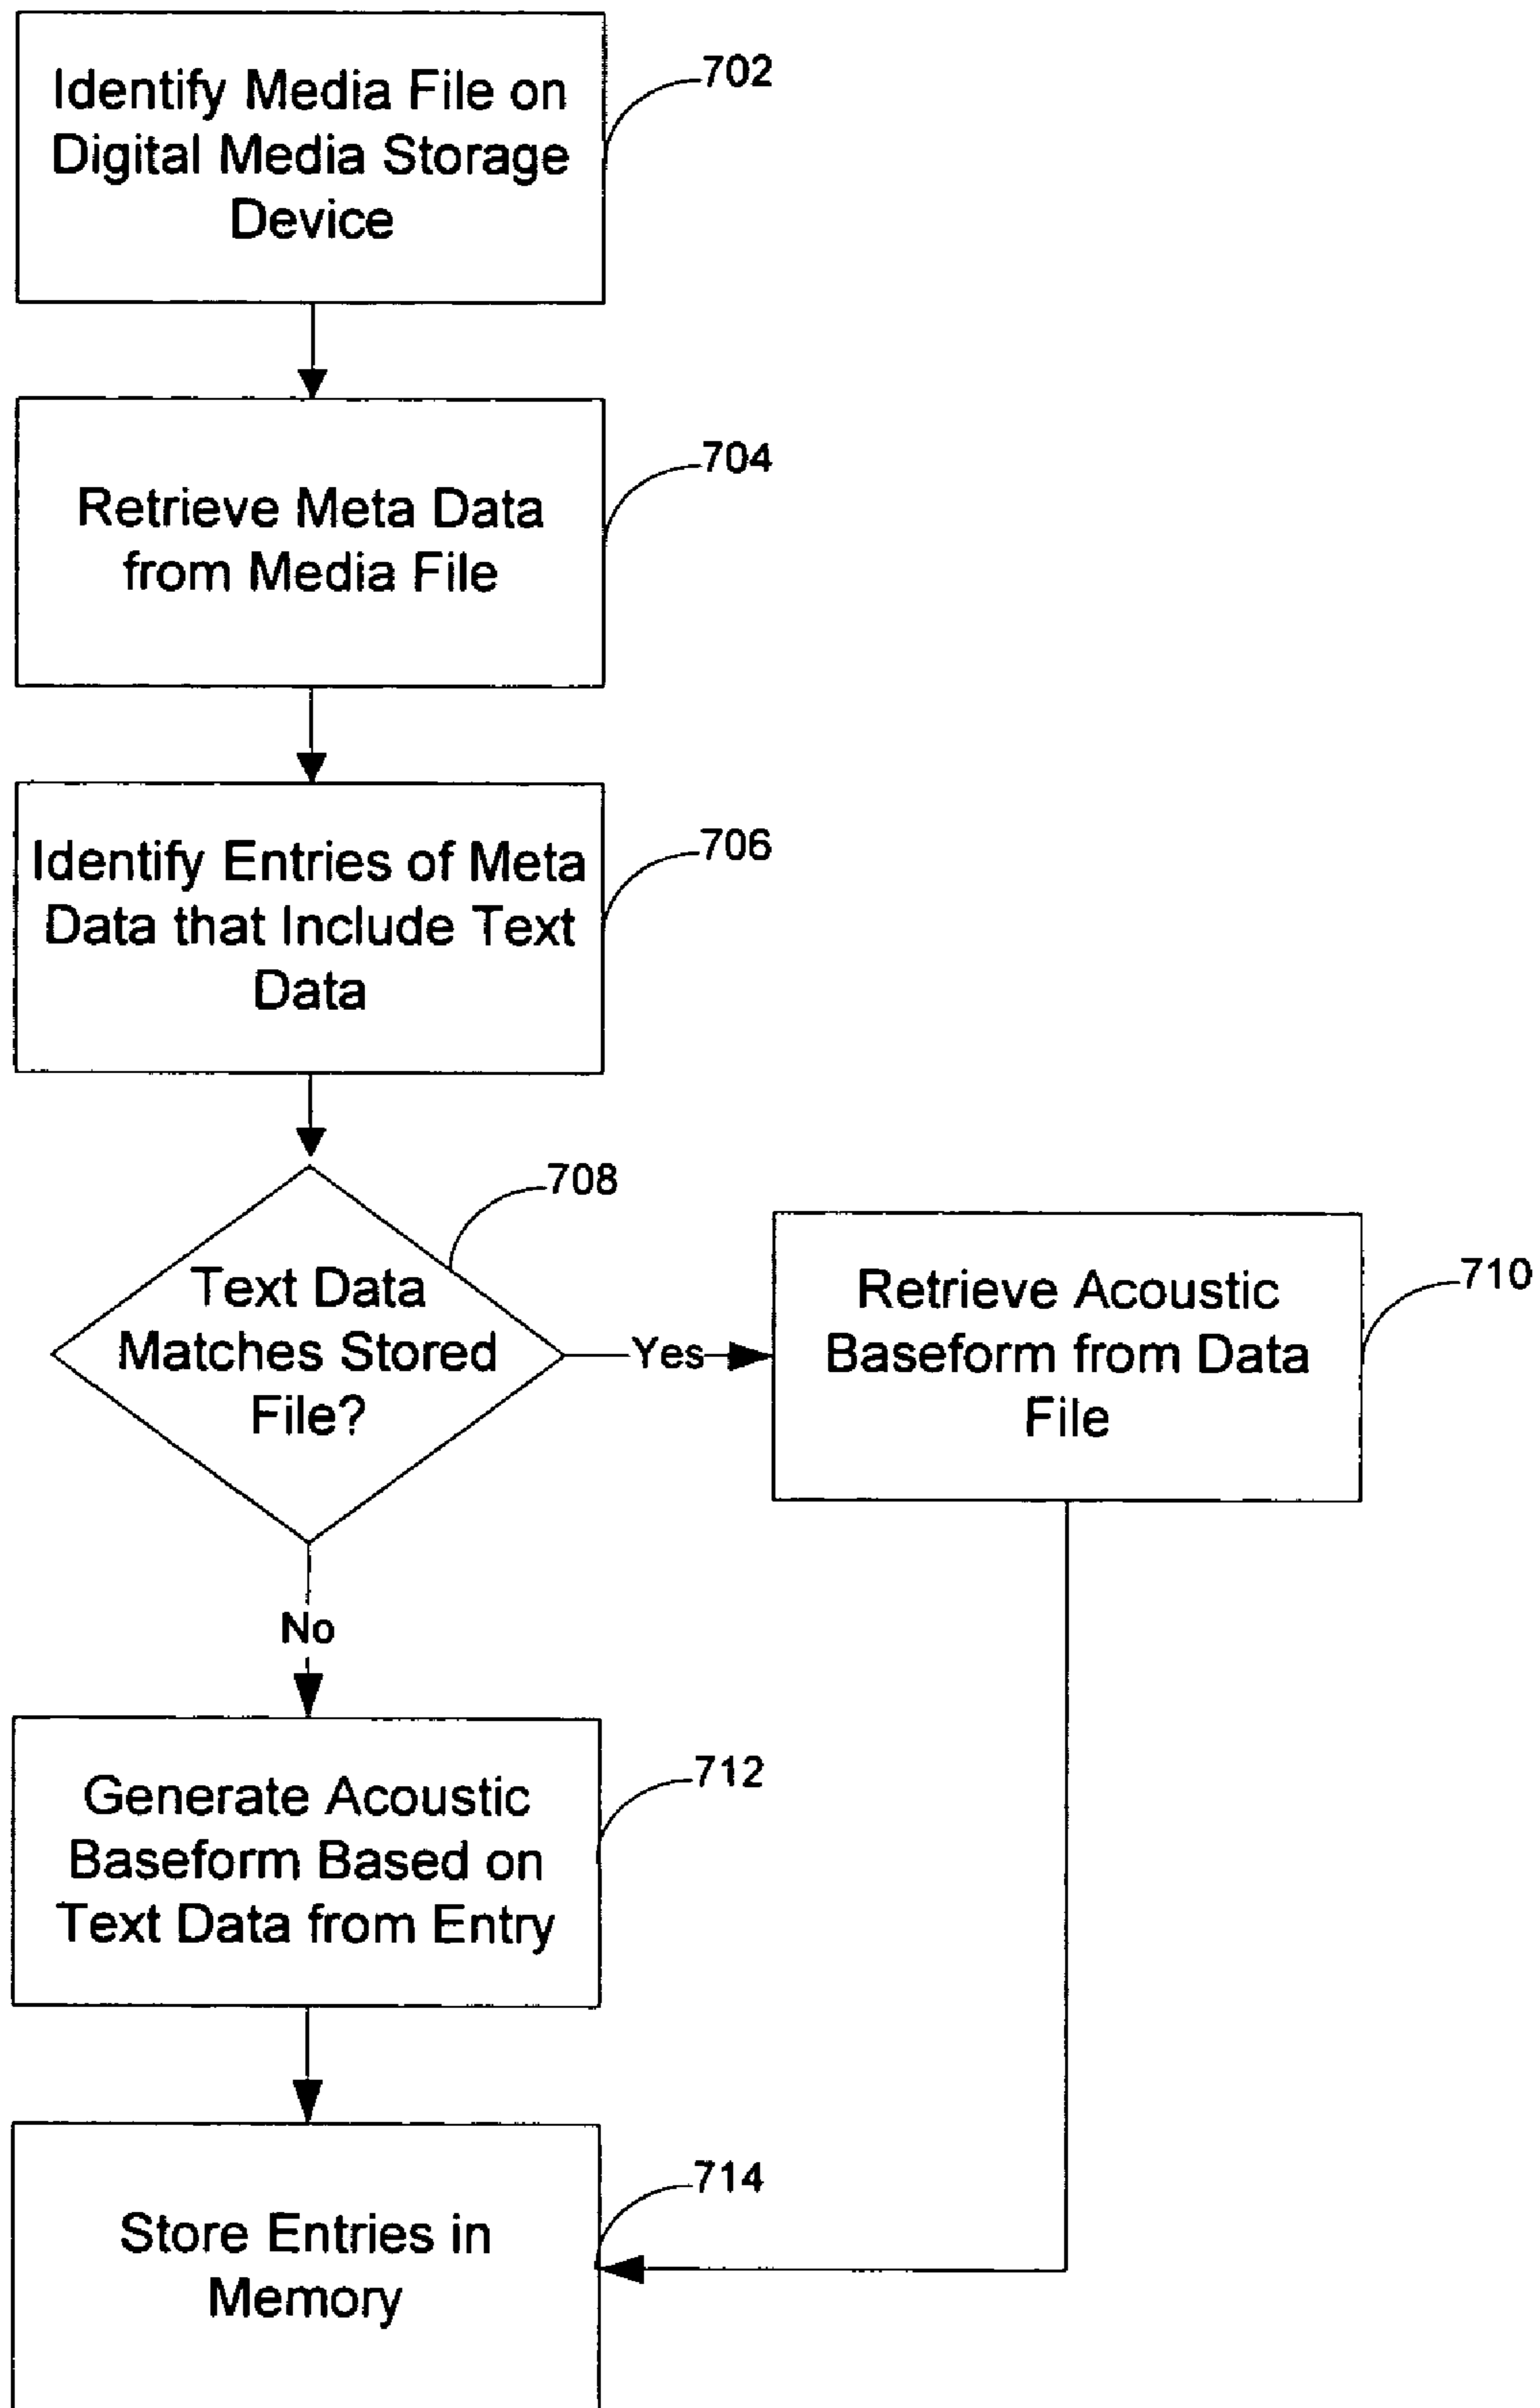 Identify Media File on
Digital Media Storage
Device
702
Retrieve Meta Data
from Media File
704
Identify Entries of Meta
Data that Include Text
Data
706
Text Data
Matches Stored
File?
708
Yes
Retrieve Acoustic
Baseform from Data
File
710
No
Generate Acoustic
Baseform Based on
Text Data from Entry
712
Store Entries in
Memory
714